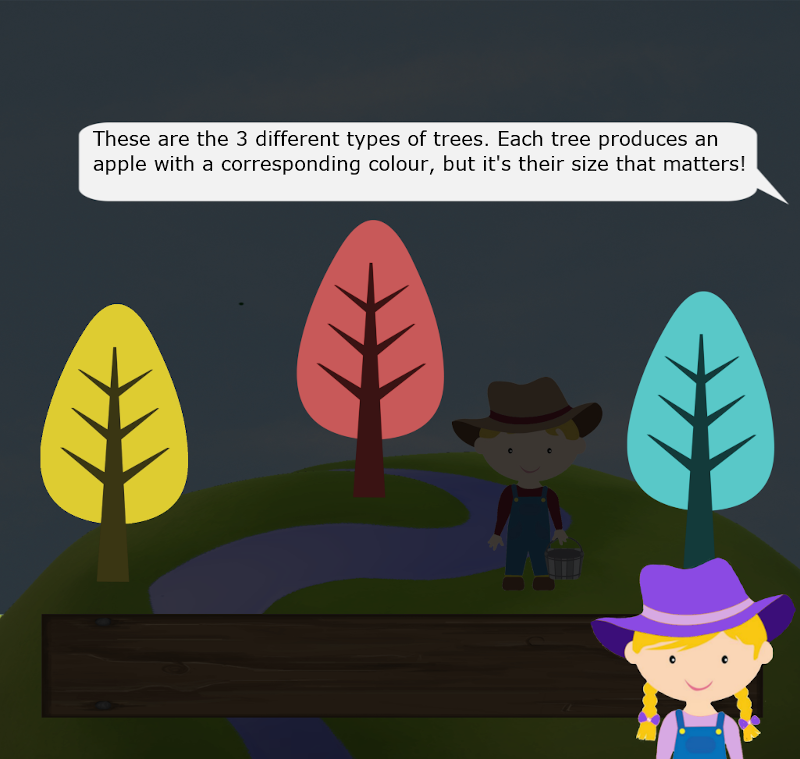 These are the 3 different types of trees. Each tree produces an
apple with a corresponding colour, but it's their size that matters!